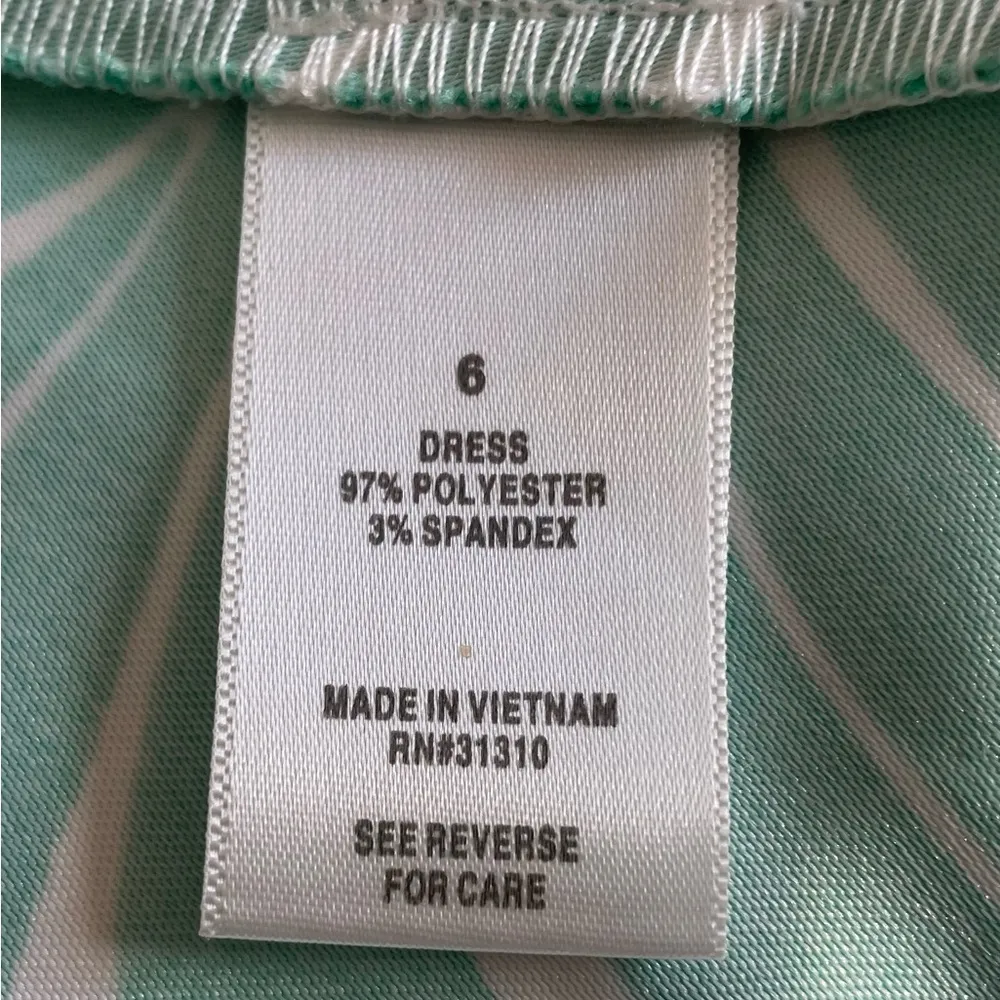 6
DRESS
97% POLYESTER
3% SPANDEX
MADE IN VIETNAM
RN#31310
SEE REVERSE
FOR CARE